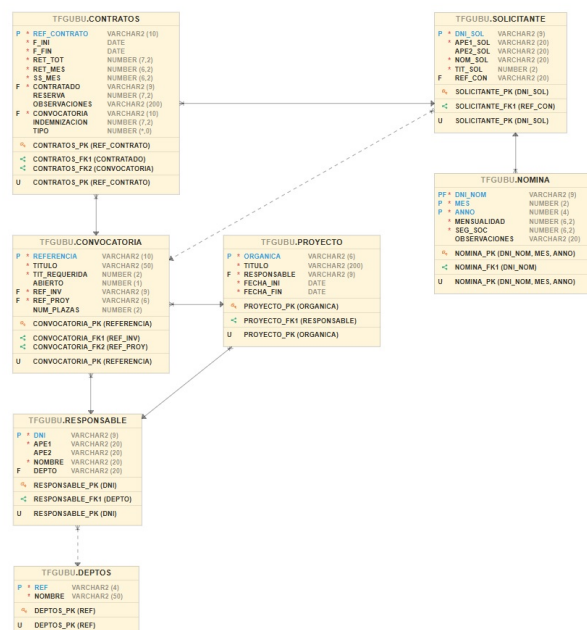 TFGUBU.CONTRATOS
P * REF_CONTRATO VARCHAR2 (10)
* F_INI DATE
* F_FIN DATE
* RET_TOT NUMBER (7,2)
* RET_MES NUMBER (6,2)
* SS_MES NUMBER (6,2)
F * CONTRATADO VARCHAR2 (9)
RESERVA NUMBER (7,2)
OBSERVACIONES VARCHAR2 (200)
F * CONVOCATORIA VARCHAR2 (10)
INDEMNIZACION NUMBER (7,2)
TIPO NUMBER (*,0)
CONTRATOS_PK (REF_CONTRATO)
CONTRATOS_FK1 (CONTRATADO)
CONTRATOS_FK2 (CONVOCATORIA)
U CONTRATOS_PK (REF_CONTRATO)
TFGUBU.SOLICITANTE
P * DNI_SOL VARCHAR2 (9)
* APE1_SOL VARCHAR2 (20)
APE2_SOL VARCHAR2 (20)
* NOM_SOL VARCHAR2 (20)
* TIT_SOL NUMBER (2)
F REF_CON VARCHAR2 (20)
SOLICITANTE_PK (DNI_SOL)
SOLICITANTE_FK1 (REF_CON)
U SOLICITANTE_PK (DNI_SOL)
TFGUBU.NOMINA
PF * DNI_NOM VARCHAR2 (9)
P * MES NUMBER (2)
P * ANNO NUMBER (4)
* MENSUALIDAD NUMBER (6,2)
* SEG_SOC NUMBER (6,2)
OBSERVACIONES VARCHAR2 (20)
NOMINA_PK (DNI_NOM, MES, ANNO)
NOMINA_FK1 (DNI_NOM)
U NOMINA_PK (DNI_NOM, MES, ANNO)
TFGUBU.CONVOCATORIA
P * REFERENCIA VARCHAR2 (10)
* TITULO VARCHAR2 (50)
* TIT_REQUERIDA NUMBER (2)
ABIERTO NUMBER (1)
F * REF_INV VARCHAR2 (9)
F * REF_PROY VARCHAR2 (6)
NUM_PLAZAS NUMBER (2)
CONVOCATORIA_PK (REFERENCIA)
CONVOCATORIA_FK1 (REF_INV)
CONVOCATORIA_FK2 (REF_PROY)
U CONVOCATORIA_PK (REFERENCIA)
TFGUBU.PROYECTO
P * ORGANICA VARCHAR2 (6)
* TITULO VARCHAR2 (200)
F * RESPONSABLE VARCHAR2 (9)
* FECHA_INI DATE
* FECHA_FIN DATE
PROYECTO_PK (ORGANICA)
PROYECTO_FK1 (RESPONSABLE)
U PROYECTO_PK (ORGANICA)
TFGUBU.RESPONSABLE
P * DNI VARCHAR2 (9)
* APE1 VARCHAR2 (20)
APE2 VARCHAR2 (20)
* NOMBRE VARCHAR2 (20)
F DEPTO VARCHAR2 (20)
RESPONSABLE_PK (DNI)
RESPONSABLE_FK1 (DEPTO)
U RESPONSABLE_PK (DNI)
TFGUBU.DEPTOS
P * REF VARCHAR2 (4)
* NOMBRE VARCHAR2 (50)
DEPTOS_PK (REF)
U DEPTOS_PK (REF)